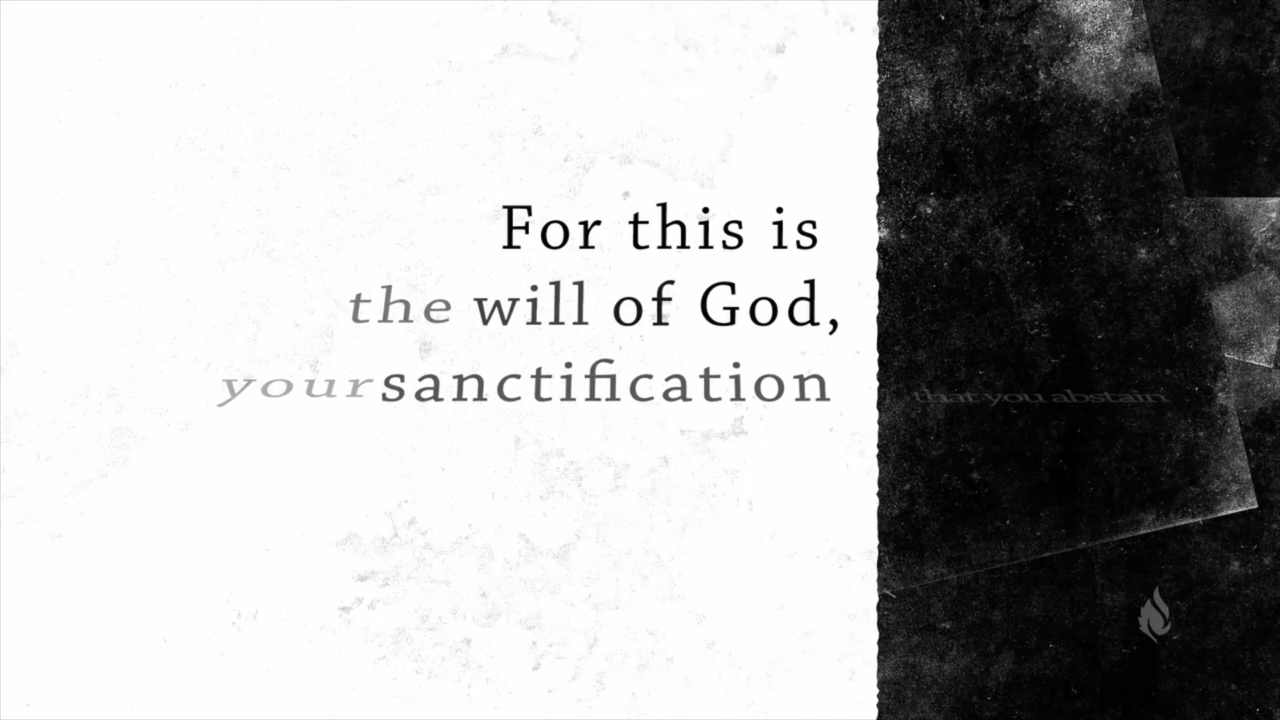 For this is
the will of God,
your sanctification
that you abstain